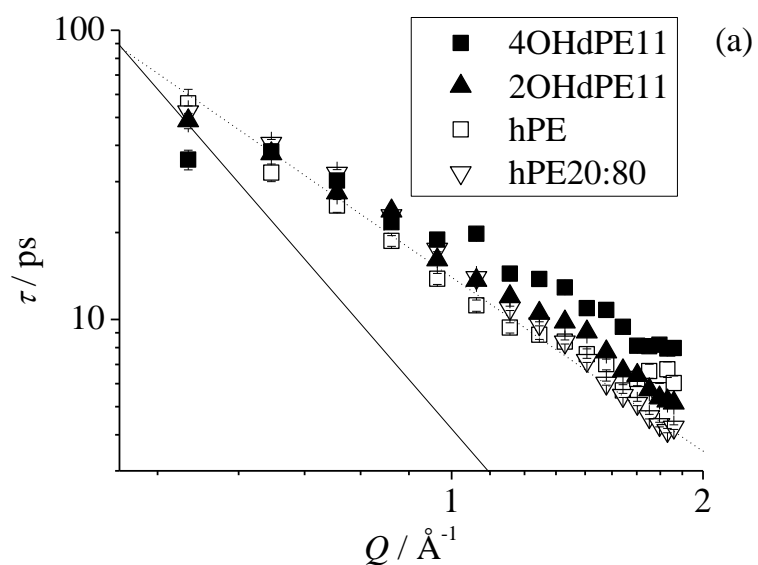 100
(a)
4OHdPE11
2OHdPE11
hPE
hPE20:80
τ / ps
10
1
2
Q / Å-1